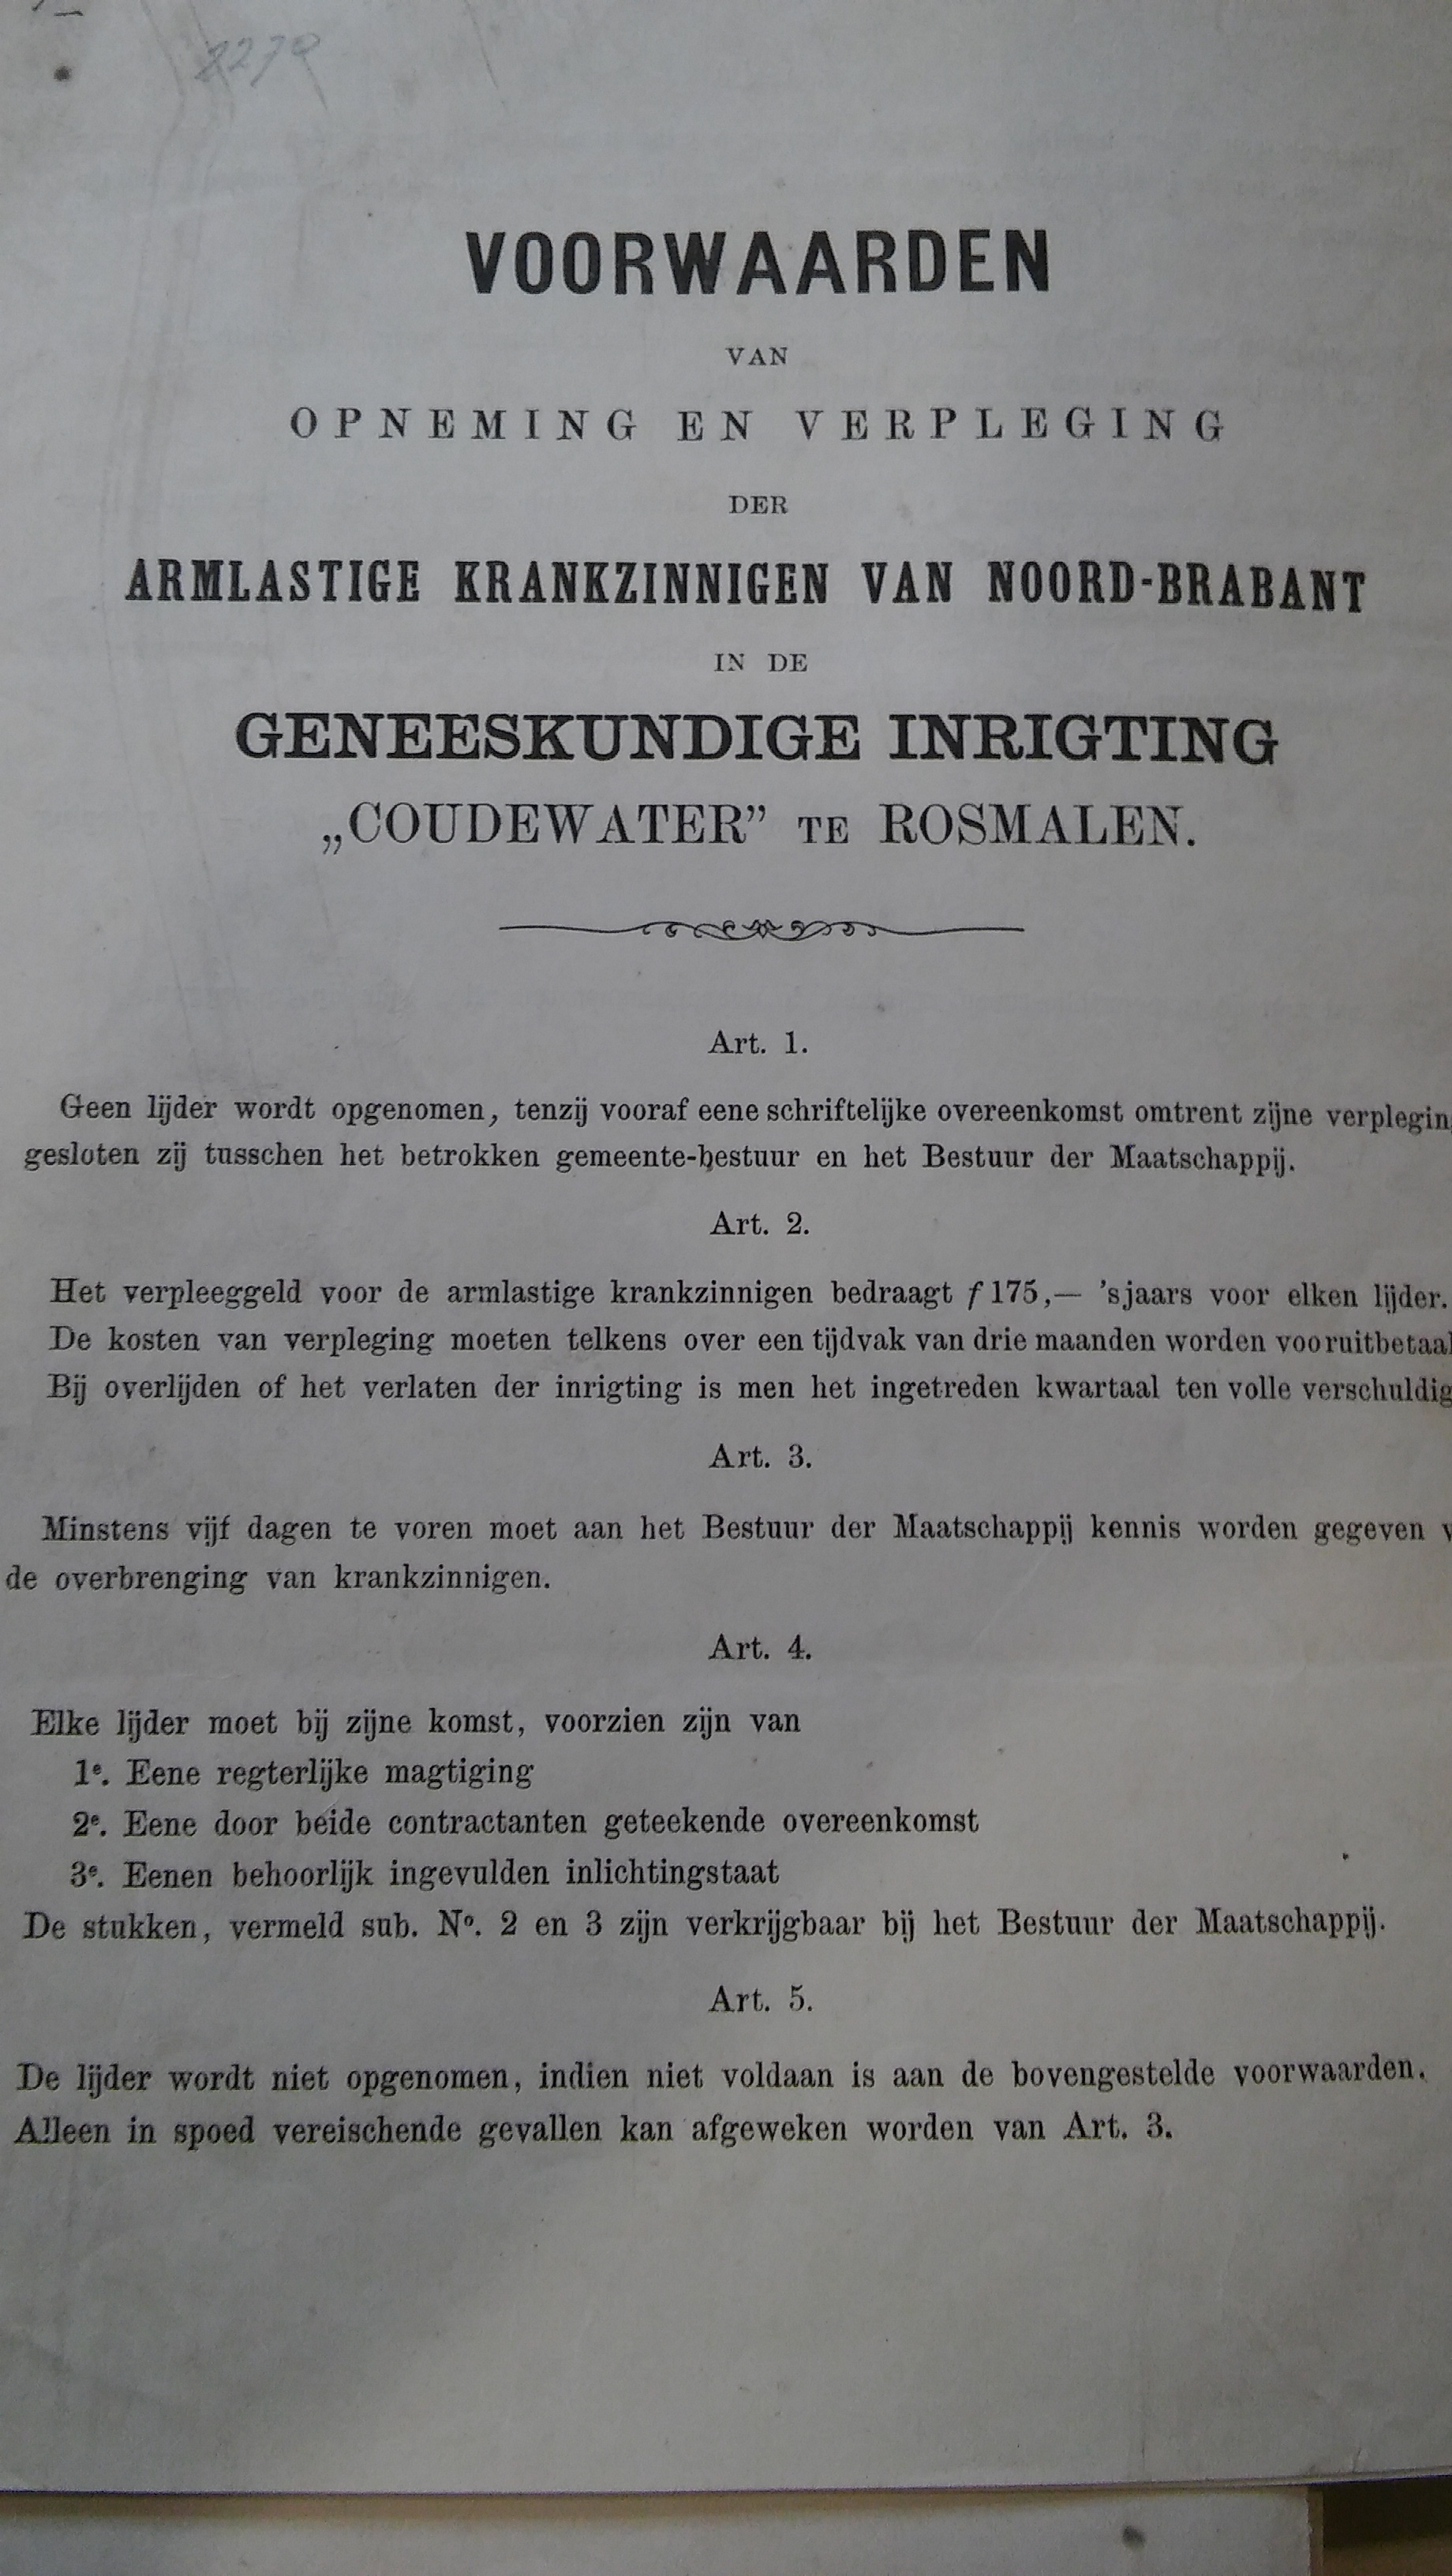 VOORWAARDEN
VAN
OPNEMING EN VERPLEGING
DER
ARMLASTIGE KRANKZINNIGEN VAN NOORD-BRABANT
IN DE
GENEESKUNDIGE INRIGTING
„COUDEWATER” TE ROSMALEN.
Art. 1.
Geen lijder wordt opgenomen, tenzij vooraf eene schriftelijke overeenkomst omtrent zijne verplegin
gesloten zij tusschen het betrokken gemeente-bestuur en het Bestuur der Maatschappij.
Art. 2.
Het verpleeggeld voor de armlastige krankzinnigen bedraagt ƒ 175,— 'sjaars voor elken lijder.
De kosten van verpleging moeten telkens over een tijdvak van drie maanden worden vooruitbetaal
Bij overlijden of het verlaten der inrigting is men het ingetreden kwartaal ten volle verschuldig
Art. 3.
Minstens vijf dagen te voren moet aan het Bestuur der Maatschappij kennis worden gegeven v
de overbrenging van krankzinnigen.
Art. 4.
Elke lijder moet bij zijne komst, voorzien zijn van
1e. Eene regterlijke magtiging
2e. Eene door beide contractanten geteekende overeenkomst
3e. Eenen behoorlijk ingevulden inlichtingstaat
De stukken, vermeld sub. No. 2 en 3 zijn verkrijgbaar bij het Bestuur der Maatschappij.
Art. 5.
De lijder wordt niet opgenomen, indien niet voldaan is aan de bovengestelde voorwaarden.
Alleen in spoed vereischende gevallen kan afgeweken worden van Art. 3.